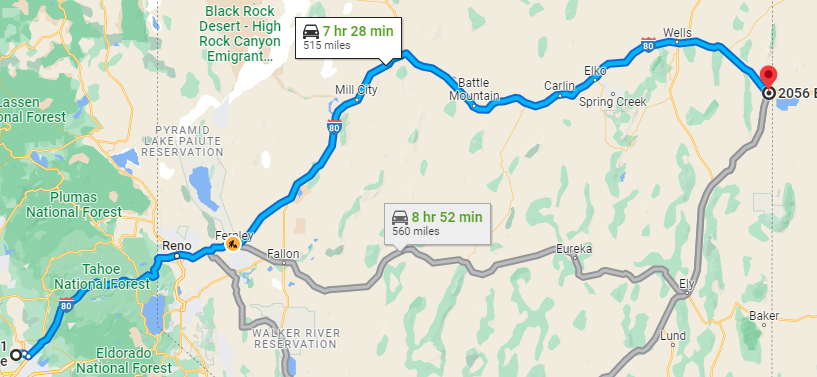 Black Rock
Desert - High
Rock Canyon
Emigrant...
7 hr 28 min
515 miles
Wells
80
Elko
Carlin
Spring Creek
2056 E
Battle
Mountain
Mill City
80
Lassen
onal Forest
PYRAMID
LAKE PAIUTE
RESERVATION
Plumas
National Forest
8 hr 52 min
560 miles
Fernley
Reno
Fallon
Eureka
Tahoe
National Forest
80
Ely
Baker
Lund
WALKER RIVER
RESERVATION
1
e
Eldorado
National Forest